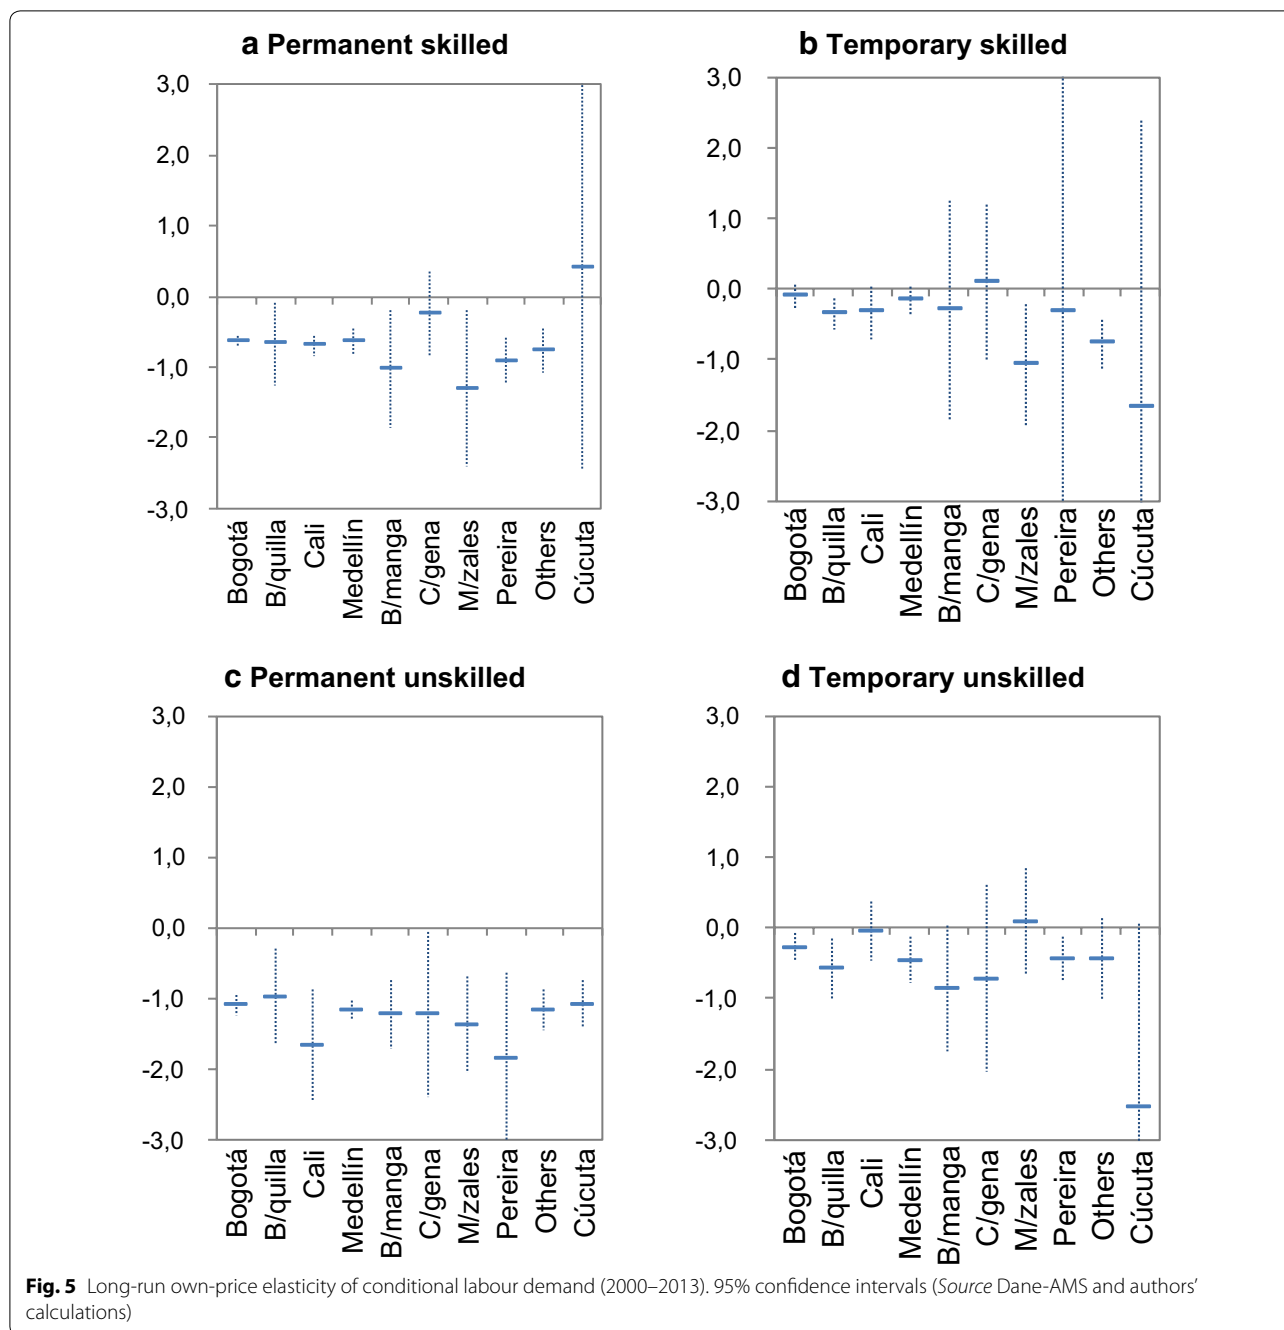 a Permanent skilled
3,0
2,0
1,0
0,0
-1,0
-2,0
-3,0
Bogotá
B/quilla
Cali
Medellín
B/manga
C/gena
M/zales
Pereira
Others
Cúcuta
b Temporary skilled
3,0
2,0
1,0
0,0
-1,0
-2,0
-3,0
Bogotá
B/quilla
Cali
Medellín
B/manga
C/gena
M/zales
Pereira
Others
Cúcuta
c Permanent unskilled
3,0
2,0
1,0
0,0
-1,0
-2,0
-3,0
Bogotá
B/quilla
Cali
Medellín
B/manga
C/gena
M/zales
Pereira
Others
Cúcuta
d Temporary unskilled
3,0
2,0
1,0
0,0
-1,0
-2,0
-3,0
Bogotá
B/quilla
Cali
Medellín
B/manga
C/gena
M/zales
Pereira
Others
Cúcuta
Fig. 5 Long-run own-price elasticity of conditional labour demand (2000–2013). 95% confidence intervals (Source Dane-AMS and authors’
calculations)